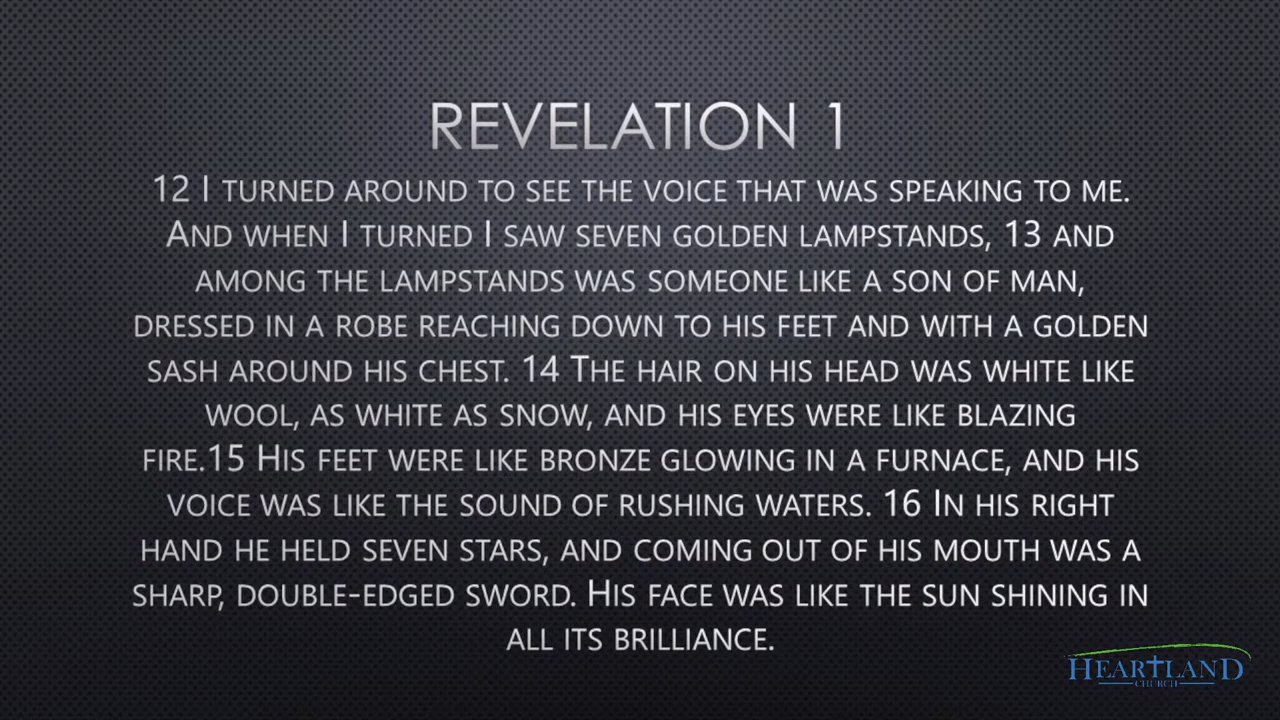 REVELATION 1
12 I TURNED AROUND TO SEE THE VOICE THAT WAS SPEAKING TO ME.
AND WHEN I TURNED I SAW SEVEN GOLDEN LAMPSTANDS, 13 AND
AMONG THE LAMPSTANDS WAS SOMEONE LIKE A SON OF MAN,
DRESSED IN A ROBE REACHING DOWN TO HIS FEET AND WITH A GOLDEN
SASH AROUND HIS CHEST. 14 THE HAIR ON HIS HEAD WAS WHITE LIKE
WOOL, AS WHITE AS SNOW, AND HIS EYES WERE LIKE BLAZING
FIRE.15 HIS FEET WERE LIKE BRONZE GLOWING IN A FURNACE, AND HIS
VOICE WAS LIKE THE SOUND OF RUSHING WATERS. 16 IN HIS RIGHT
HAND HE HELD SEVEN STARS, AND COMING OUT OF HIS MOUTH WAS A
SHARP, DOUBLE-EDGED SWORD. HIS FACE WAS LIKE THE SUN SHINING IN
ALL ITS BRILLIANCE.
HEARTLAND
CHURCH